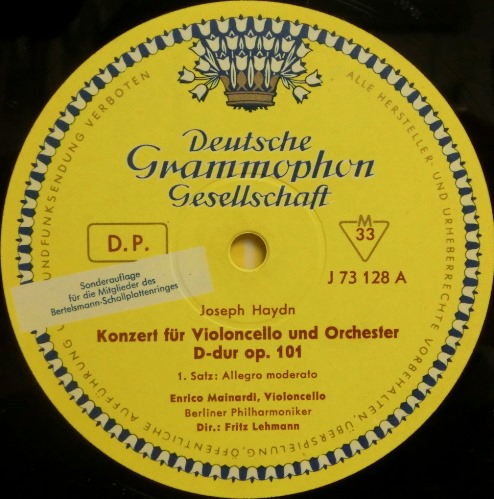 Deutsche
Grammophon
Gesellschaft
ALLE HERSTELLER- UND URHEBERRECHTE VORBEHALTEN, ÜBERSPIELUNG, ÖFFENTLICHE AUFFÜHRUNG UNDFUNKSENDUNG VERBOTEN
D.P.
M
33
J 73 128 A
Sonderauflage
für die Mitglieder des
Bertelsmann-Schallplattenringes
Joseph Haydn
Konzert für Violoncello und Orchester
D-dur op. 101
1. Satz: Allegro moderato
Enrico Mainardi, Violoncello
Berliner Philharmoniker
Dir.: Fritz Lehmann